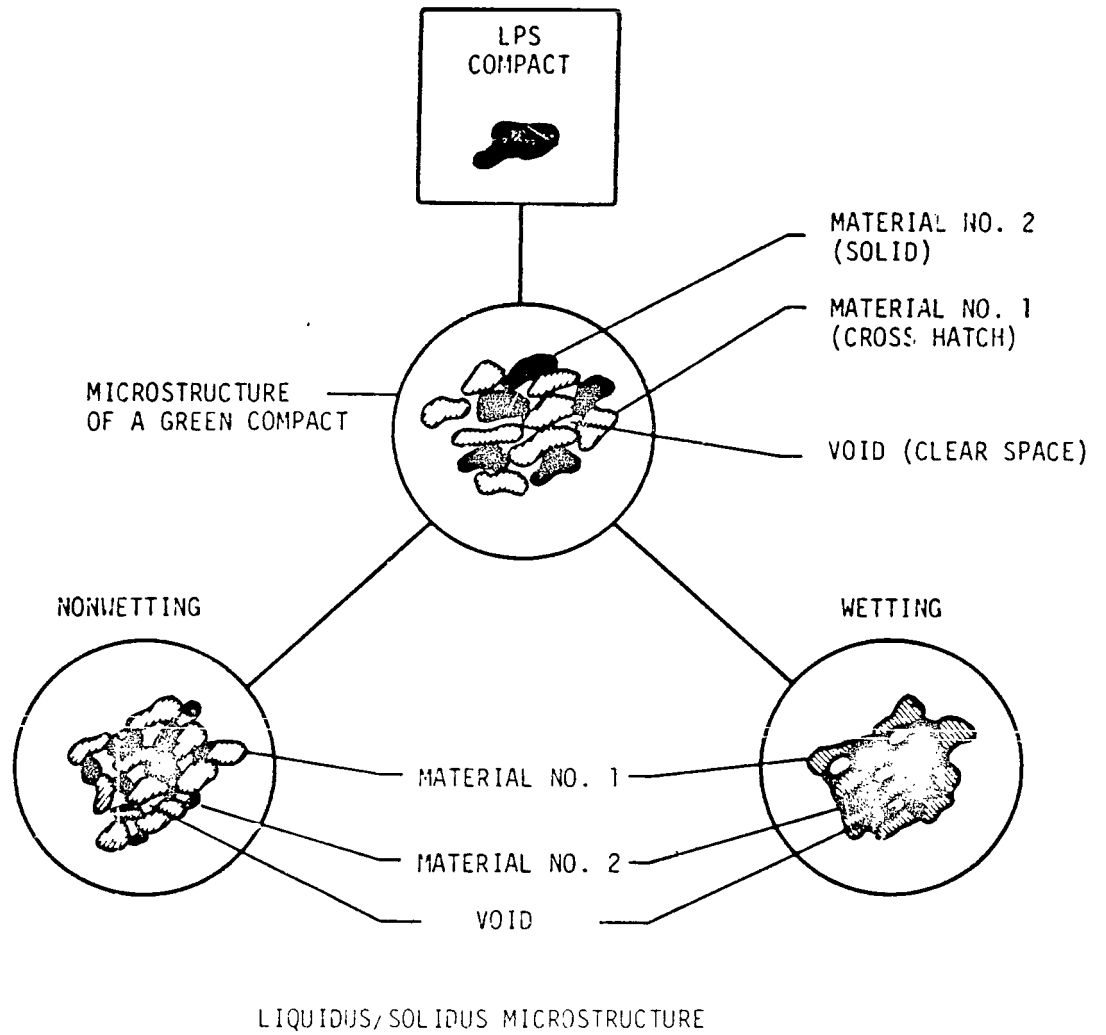 LPS
COMPACT
MATERIAL NO. 2
(SOLID)
MATERIAL NO. 1
(CROSS HATCH)
MICROSTRUCTURE
OF A GREEN COMPACT
VOID (CLEAR SPACE)
NONWETTING
WETTING
MATERIAL NO. 1
MATERIAL NO. 2
VOID
LIQUIDUS/SOLIDUS MICROSTRUCTURE